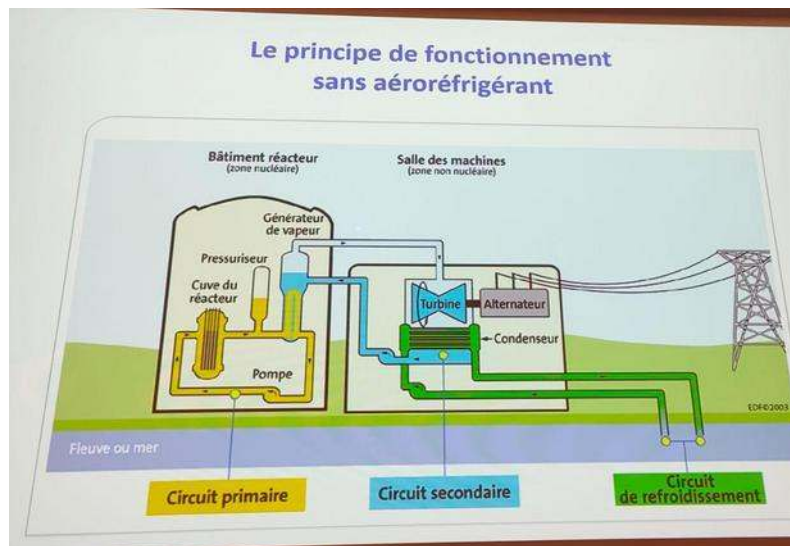 Le principe de fonctionnement
sans aéroréfrigérant
Bâtiment réacteur
(zone nucléaire)
Salle des machines
(zone non nucléaire)
Générateur
de vapeur
Pressuriseur
Cuve du
réacteur
Turbine
Alternateur
Condenseur
Pompe
EDF©2003
Fleuve ou mer
Circuit primaire
Circuit secondaire
Circuit
de refroidissement